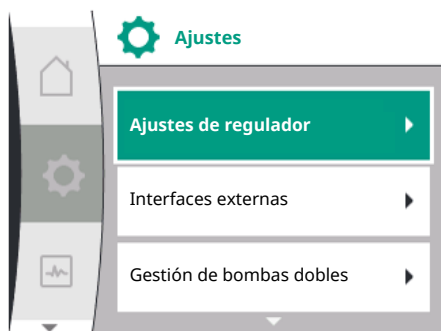 Ajustes
Ajustes de regulador
Interfaces externas
Gestión de bombas dobles